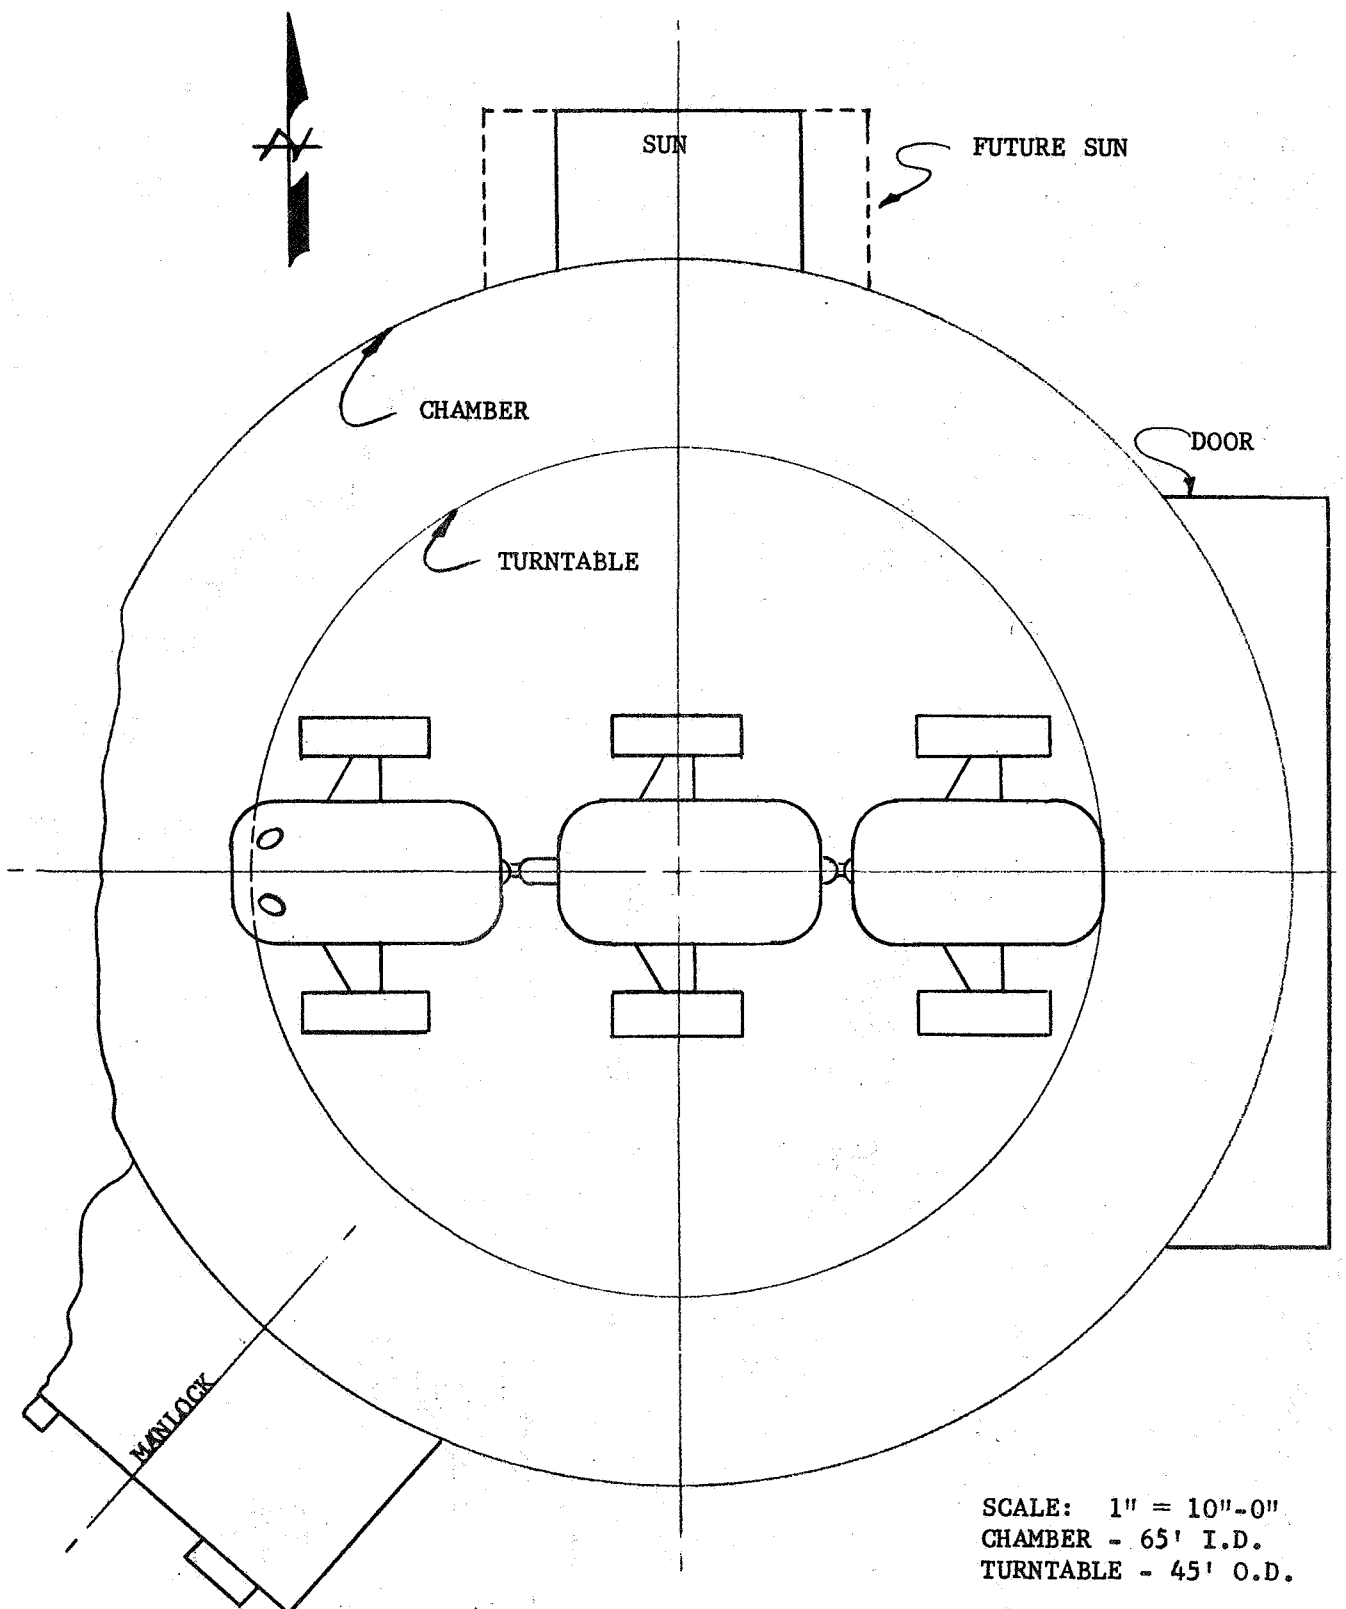 N
SUN
FUTURE SUN
CHAMBER
DOOR
TURNTABLE
MANLOCK
SCALE: 1" = 10"-0"
CHAMBER - 65' I.D.
TURNTABLE - 45' O.D.